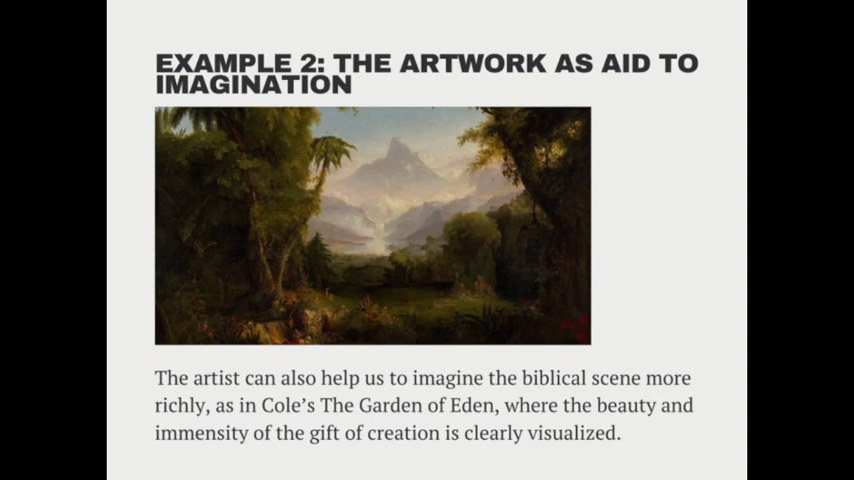 EXAMPLE 2: THE ARTWORK AS AID TO
IMAGINATION
The artist can also help us to imagine the biblical scene more
richly, as in Cole’s The Garden of Eden, where the beauty and
immensity of the gift of creation is clearly visualized.